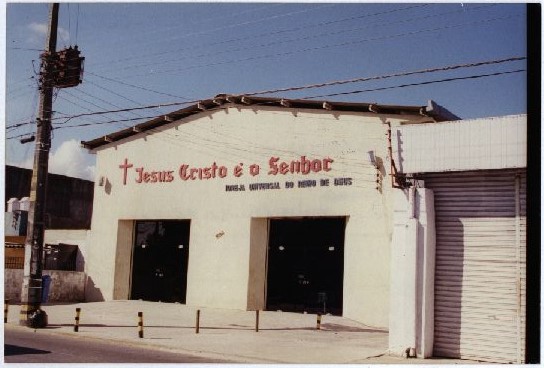 Jesus Cristo é o Senhor
IGREJA UNIVERSAL DO REINO DE DEUS